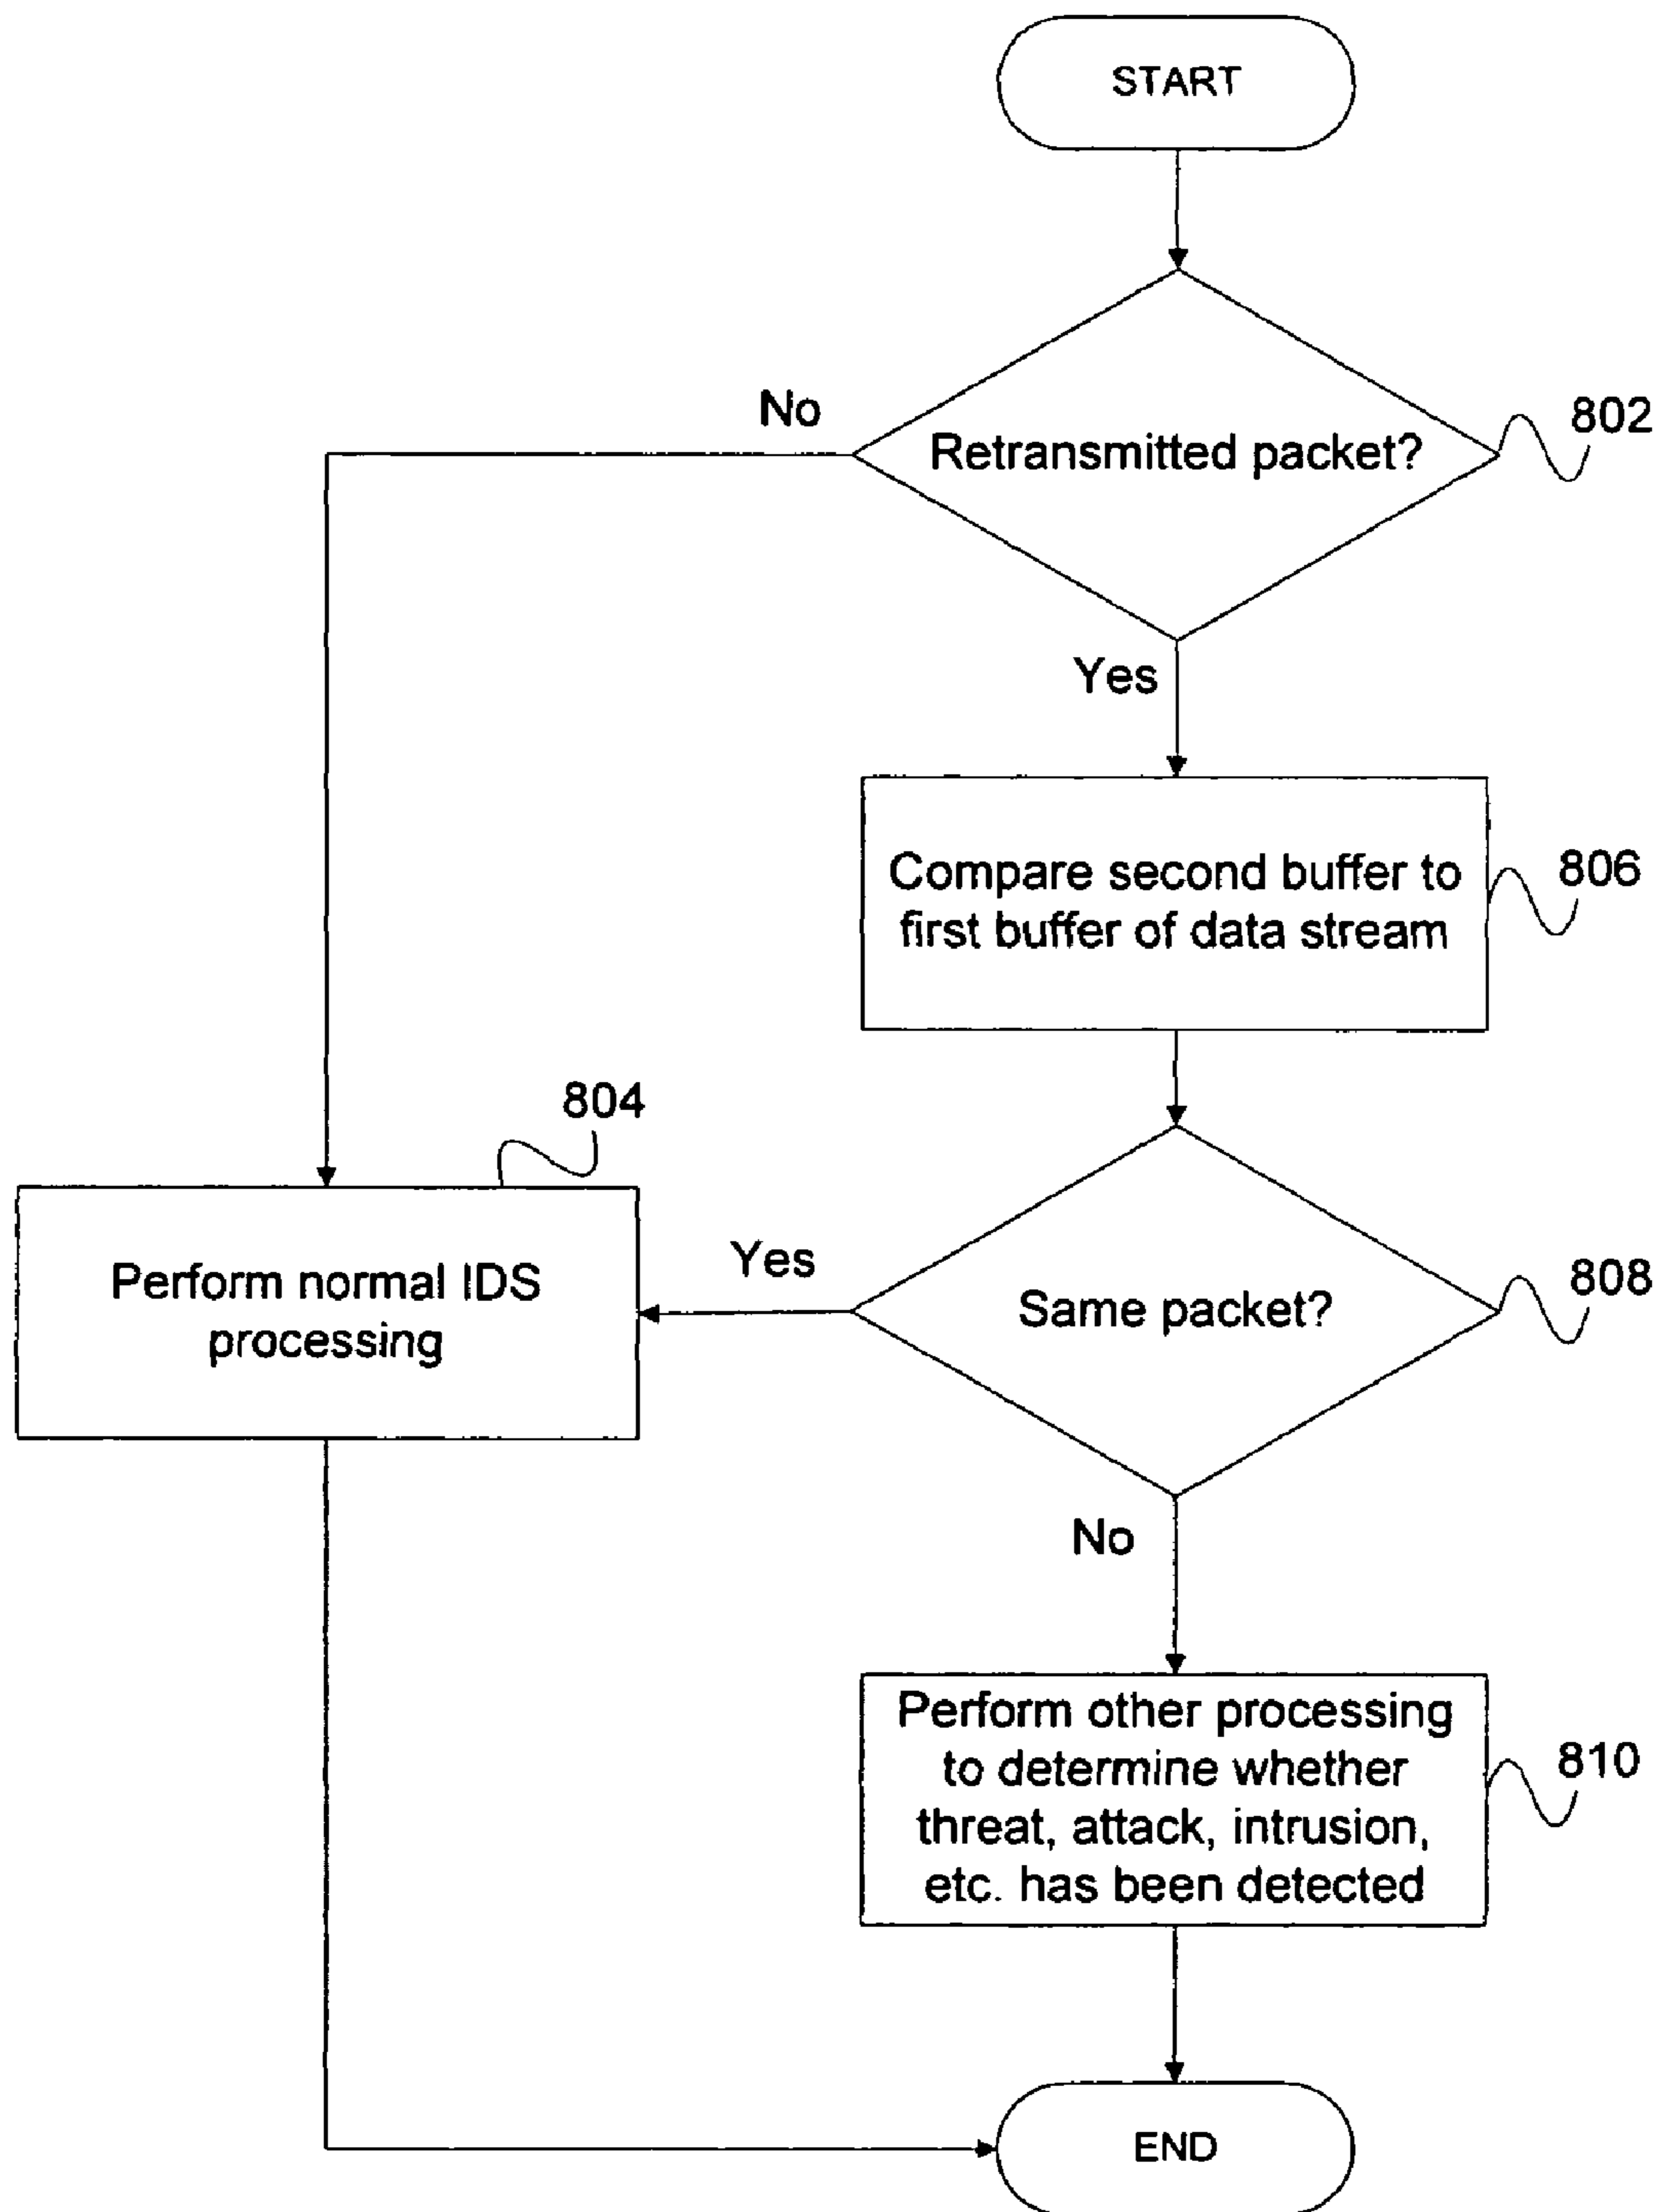 START
No
Retransmitted packet?
802
Yes
Compare second buffer to
first buffer of data stream
806
804
Perform normal IDS
processing
Yes
Same packet?
808
No
Perform other processing
to determine whether
threat, attack, intrusion,
etc. has been detected
810
END